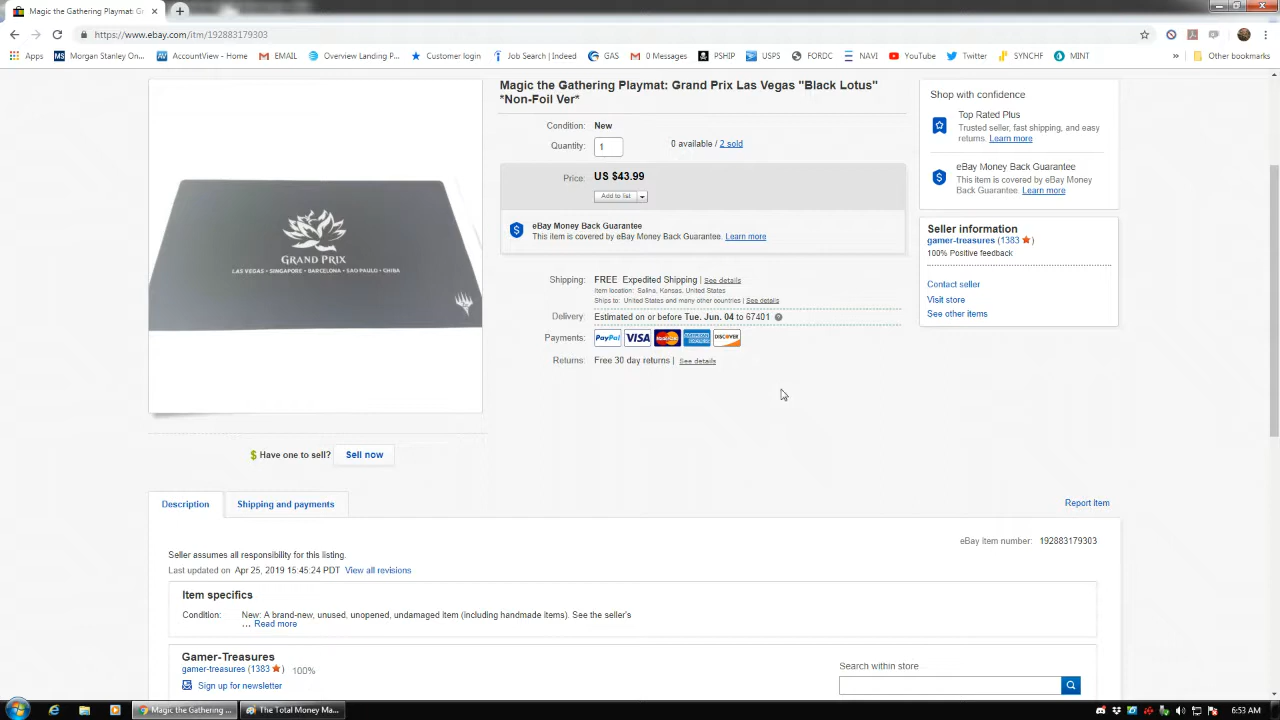 Magic the Gathering Playmat: Gr
https://www.ebay.com/itm/192883179303
Apps
Morgan Stanley On...
AccountView - Home
EMAIL
Overview Landing P...
Customer login
Job Search | Indeed
GAS
0 Messages
PSHIP
USPS
FORDC
NAVI
YouTube
Twitter
SYNCHF
MINT
»
Other bookmarks
Magic the Gathering Playmat: Grand Prix Las Vegas "Black Lotus"
*Non-Foil Ver*
Condition: New
Quantity: 1
0 available / 2 sold
Price: US $43.99
Add to list
eBay Money Back Guarantee
This item is covered by eBay Money Back Guarantee. Learn more
Shipping: FREE Expedited Shipping | See details
Item location: Salina, Kansas, United States
Ships to: United States and many other countries | See details
Delivery: Estimated on or before Tue. Jun. 04 to 67401
Payments: PayPal VISA MasterCard AMERICAN EXPRESS DISCOVER
Returns: Free 30 day returns | See details
GRAND PRIX
LAS VEGAS • SINGAPORE • BARCELONA • SAO PAULO • CHINA
$ Have one to sell? Sell now
Shop with confidence
Top Rated Plus
Trusted seller, fast shipping, and easy
returns. Learn more
eBay Money Back Guarantee
This item is covered by eBay Money
Back Guarantee. Learn more
Seller information
gamer-treasures (1383 )
100% Positive feedback
Contact seller
Visit store
See other items
Description
Shipping and payments
Report item
eBay item number: 192883179303
Seller assumes all responsibility for this listing.
Last updated on Apr 25, 2019 15:45:24 PDT View all revisions
Item specifics
Condition: New: A brand-new, unused, unopened, undamaged item (including handmade items). See the seller's
... Read more
Gamer-Treasures
gamer-treasures (1383 ) 100%
Sign up for newsletter
Search within store
Magic the Gathering ...
The Total Money Ma...
6:53 AM